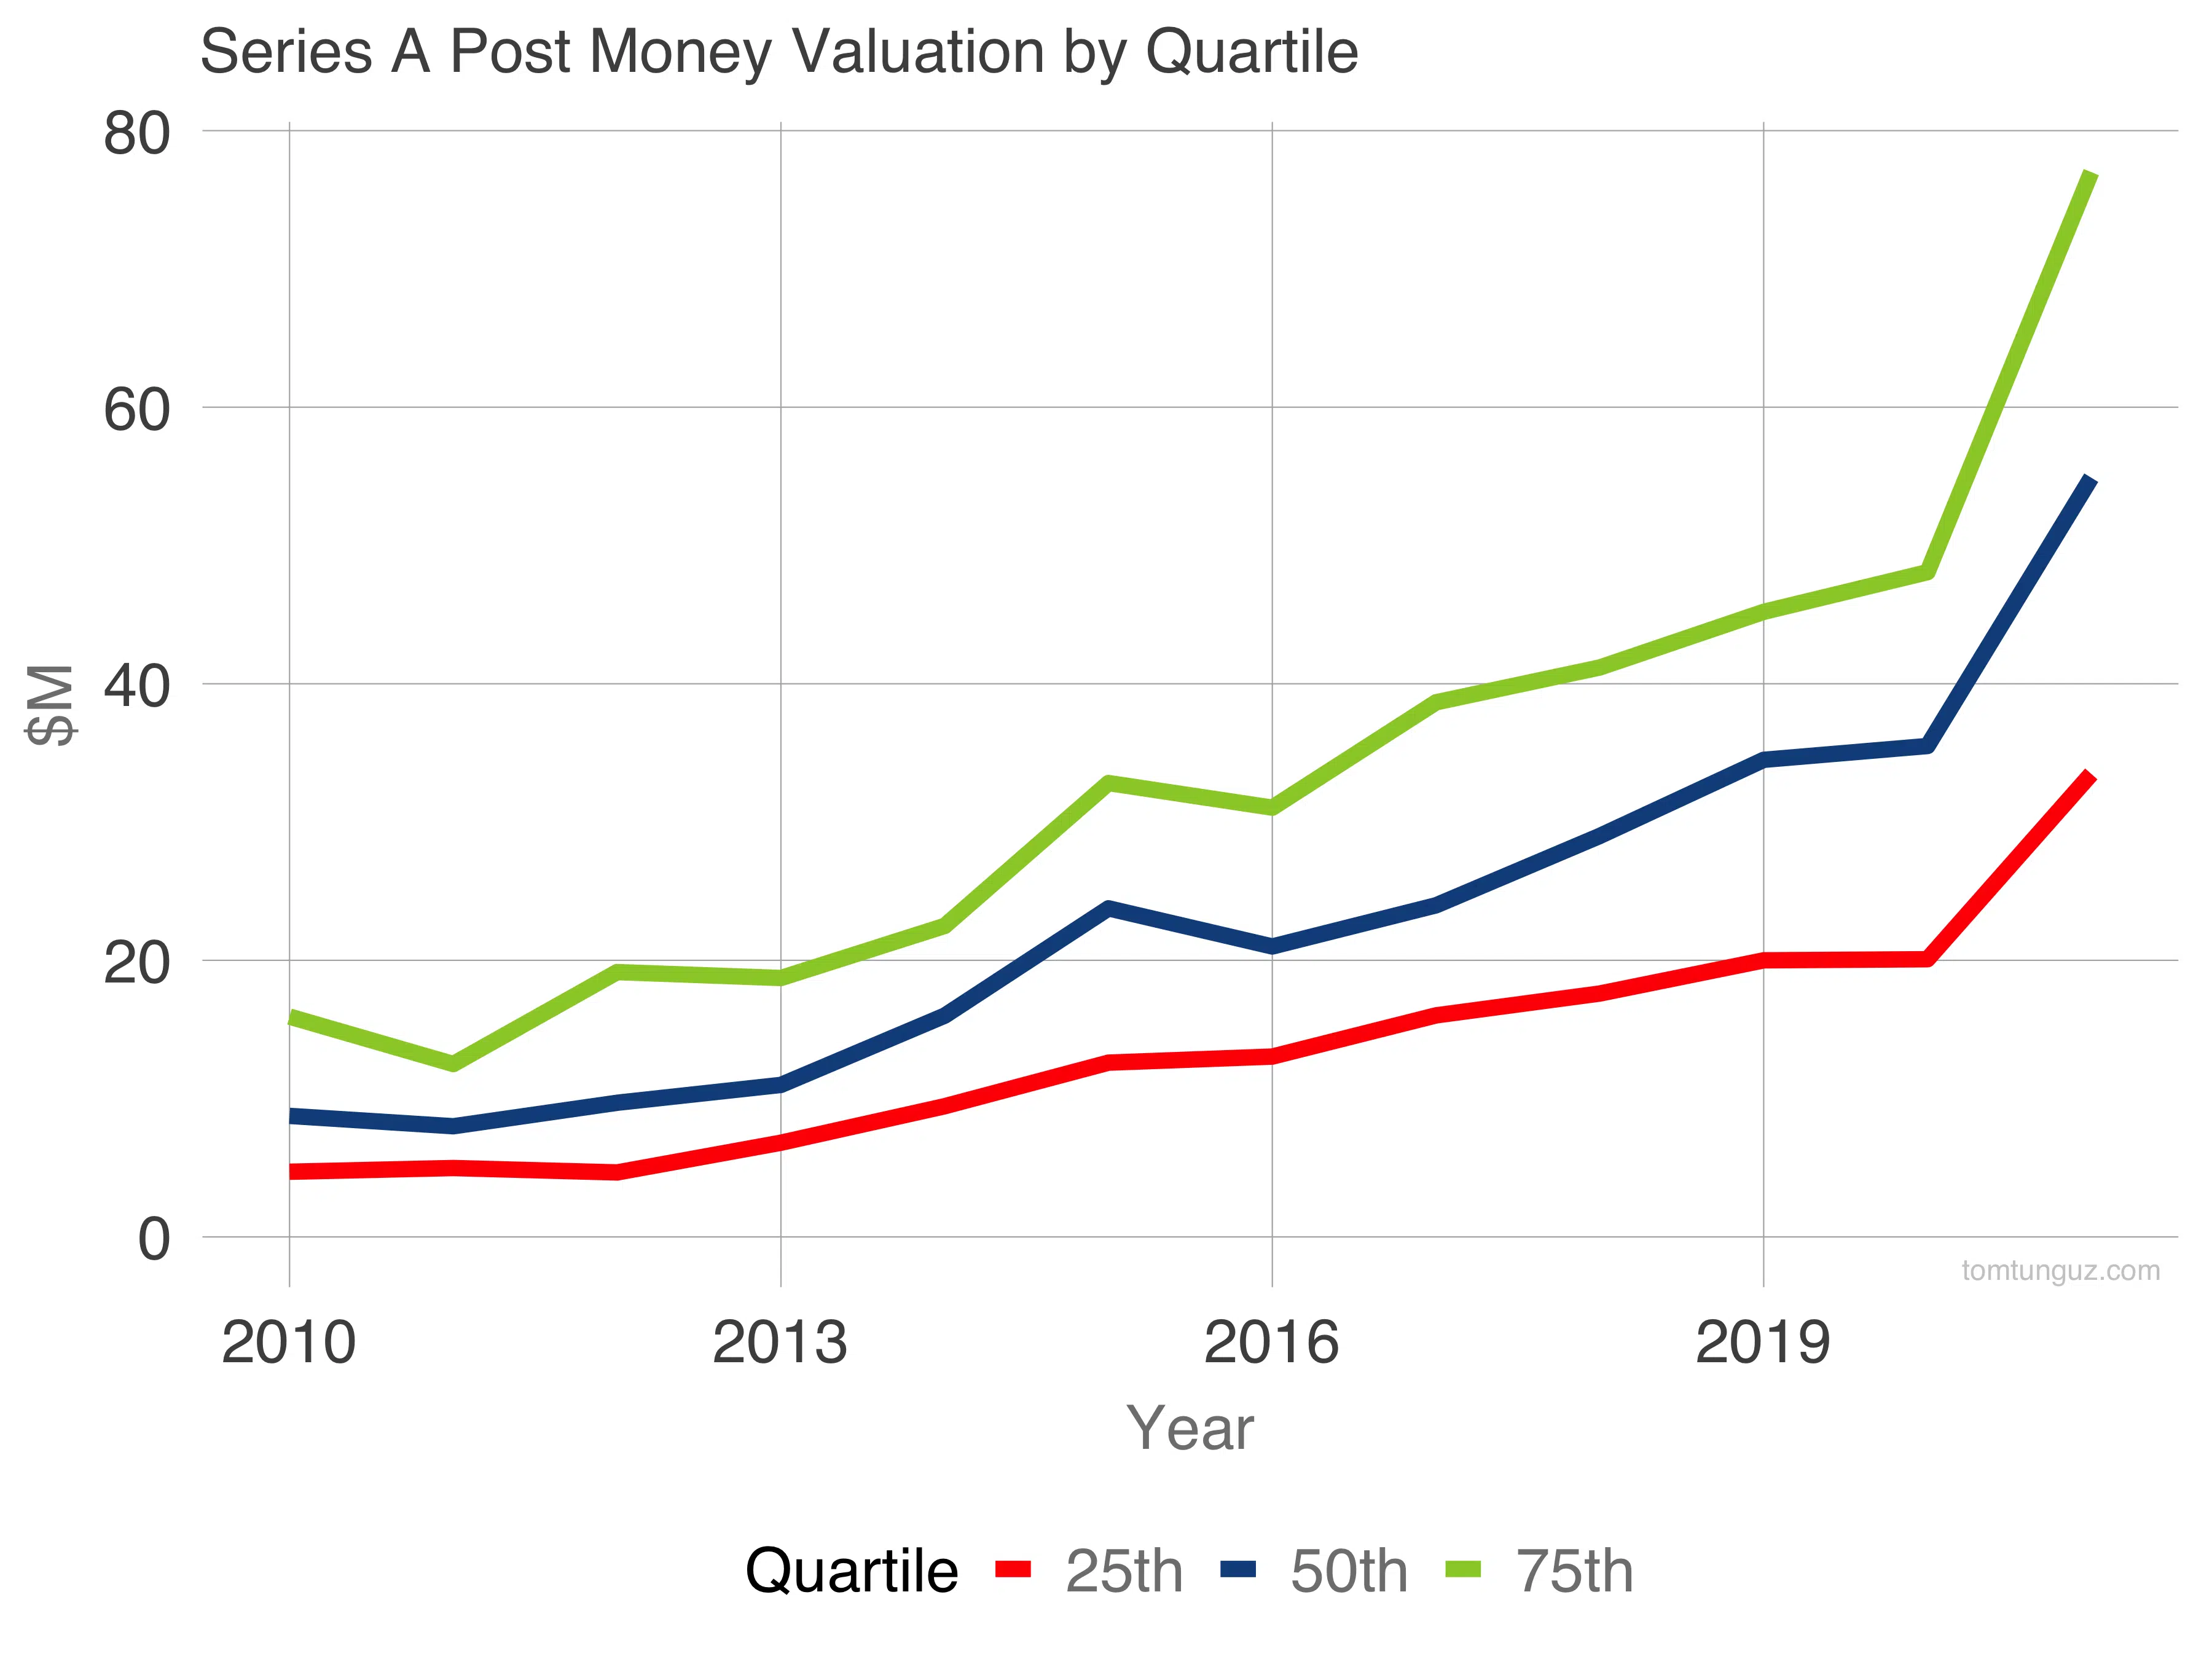 Series A Post Money Valuation by Quartile
80
60
40
20
0
$M
tomtunguz.com
2010 2013 2016 2019
Year
Quartile 25th 50th 75th